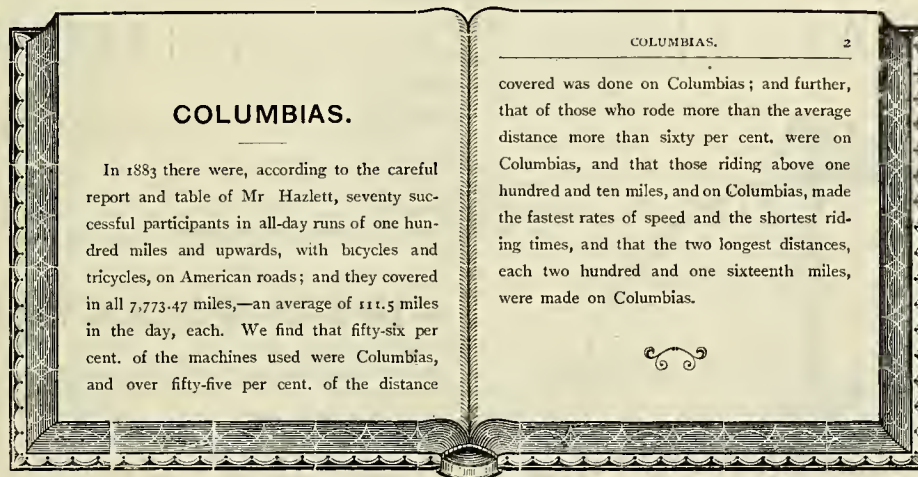 COLUMBIAS.
In 1883 there were, according to the careful
report and table of Mr Hazlett, seventy suc-
cessful participants in all-day runs of one hun-
dred miles and upwards, with bicycles and
tricycles, on American roads; and they covered
in all 7,773.47 miles,—an average of 111.5 miles
in the day, each. We find that fifty-six per
cent. of the machines used were Columbias,
and over fifty-five per cent. of the distance
COLUMBIAS. 2
covered was done on Columbias; and further,
that of those who rode more than the average
distance more than sixty per cent. were on
Columbias, and that those riding above one
hundred and ten miles, and on Columbias, made
the fastest rates of speed and the shortest rid-
ing times, and that the two longest distances,
each two hundred and one sixteenth miles,
were made on Columbias.